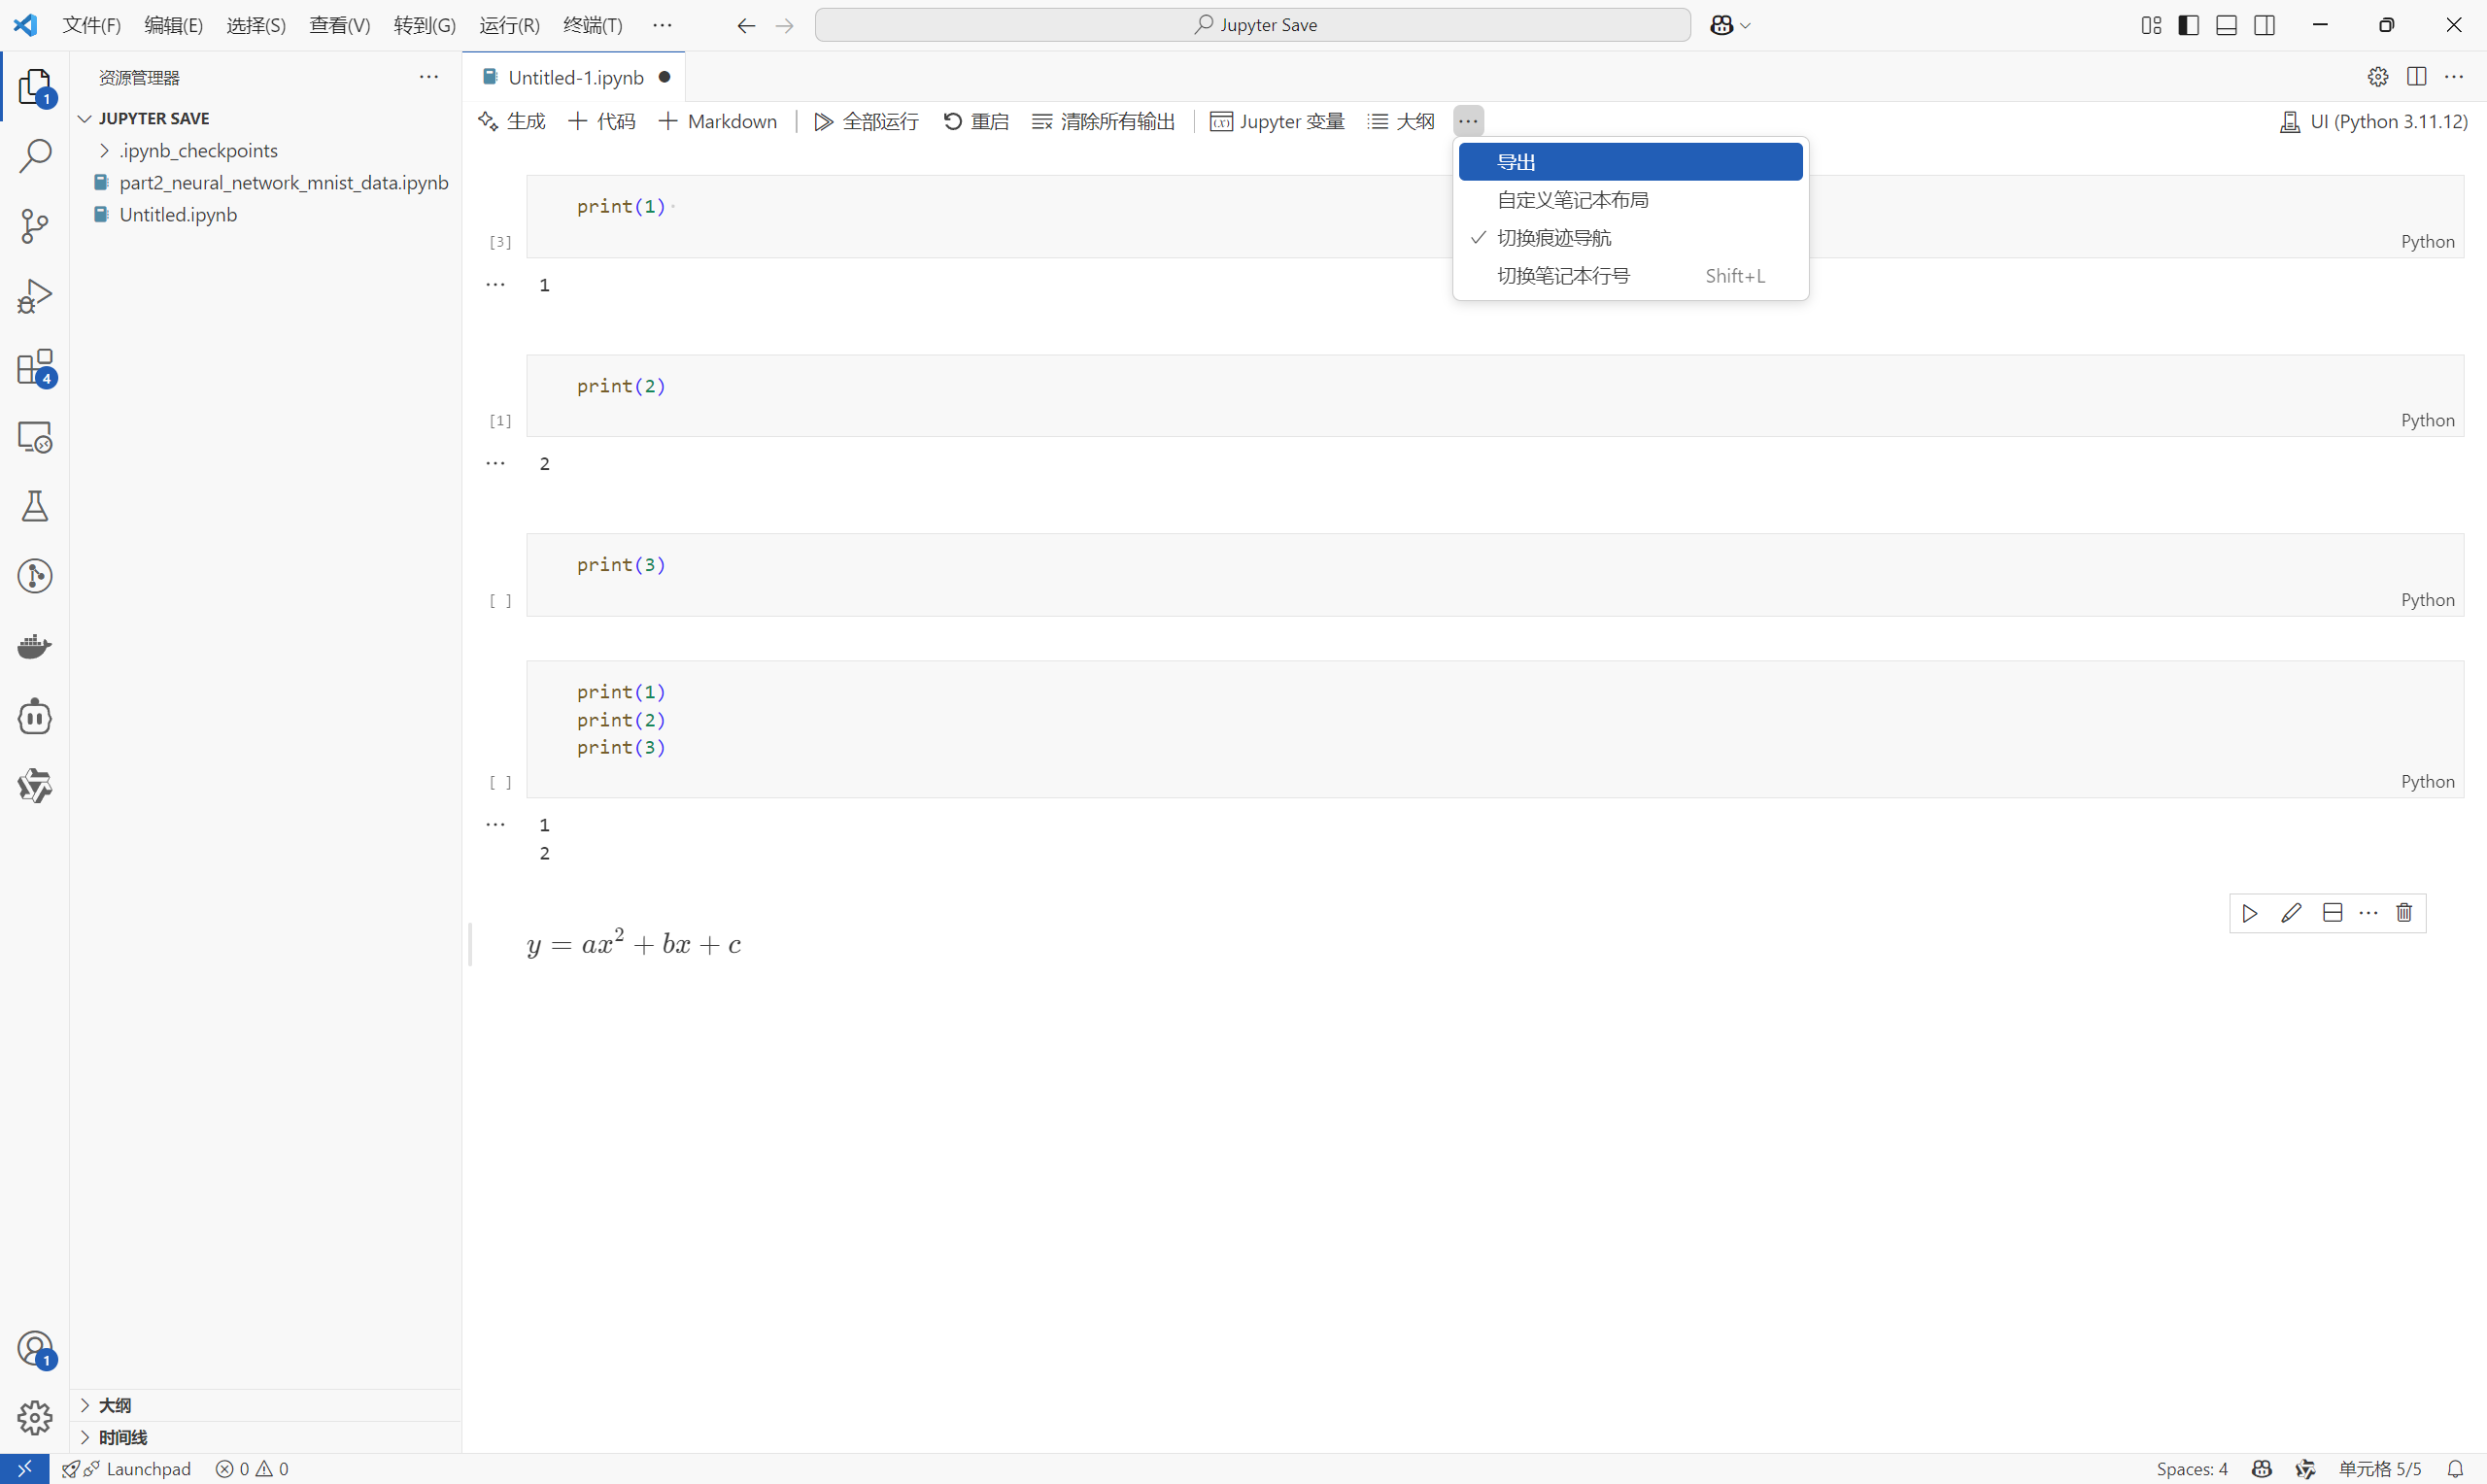 文件(F) 编辑(E) 选择(S) 查看(V) 转到(G) 运行(R) 终端(T) ··· Jupyter Save
资源管理器 ···
Untitled-1.ipynb
JUPYTER SAVE
.ipynb_checkpoints
part2_neural_network_mnist_data.ipynb
Untitled.ipynb
生成 代码 Markdown 全部运行 重启 清除所有输出 Jupyter 变量 大纲 ··· UI (Python 3.11.12)
导出
自定义笔记本布局
切换痕迹导航
切换笔记本行号 Shift+L
print(1)
[3] Python
··· 1
print(2)
[1] Python
··· 2
print(3)
[ ] Python
print(1)
print(2)
print(3)
[ ] Python
··· 1
2
y = ax² + bx + c
1
4
1
大纲
时间线
Launchpad 0 0 Spaces: 4 单元格 5/5